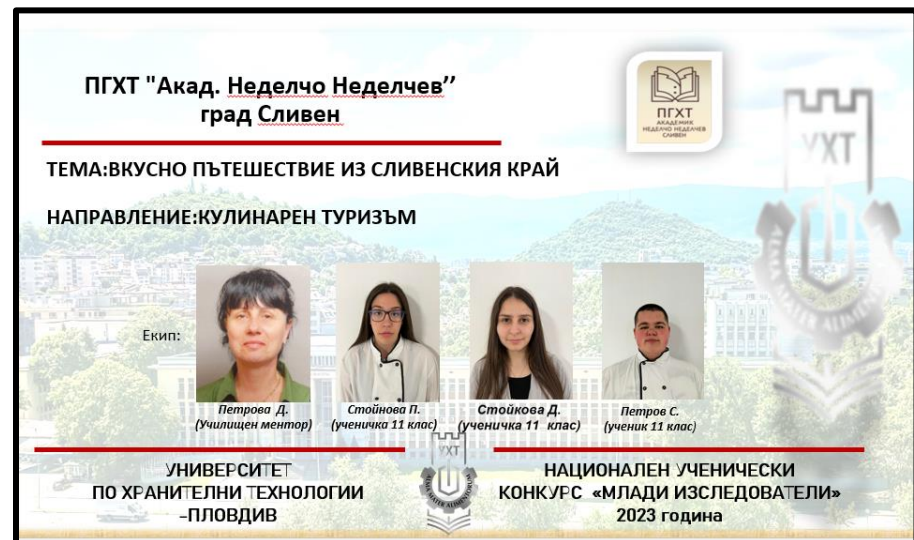 ПГХТ "Акад. Неделчо Неделчев’’
град Сливен
ПГХТ
АКАДЕМИК
НЕДЕЛЧО НЕДЕЛЧЕВ
СЛИВЕН
УХТ
ТЕМА:ВКУСНО ПЪТЕШЕСТВИЕ ИЗ СЛИВЕНСКИЯ КРАЙ
НАПРАВЛЕНИЕ:КУЛИНАРЕН ТУРИЗЪМ
Екип:
Петрова Д.
(Училищен ментор)
Стойнова П.
(ученичка 11 клас)
Стойкова Д.
(ученичка 11 клас)
Петров С.
(ученик 11 клас)
УХТ
УНИВЕРСИТЕТ
ПО ХРАНИТЕЛНИ ТЕХНОЛОГИИ
–ПЛОВДИВ
НАЦИОНАЛЕН УЧЕНИЧЕСКИ
КОНКУРС «МЛАДИ ИЗСЛЕДОВАТЕЛИ»
2023 година